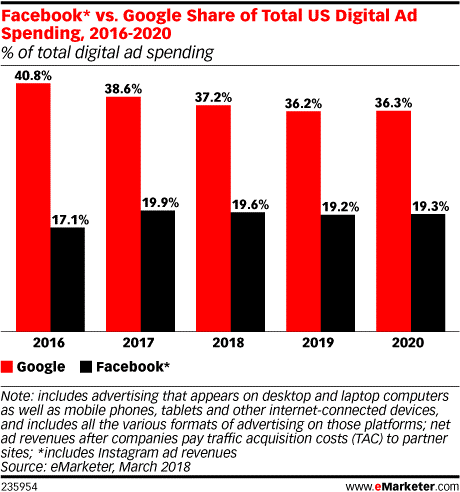 Facebook* vs. Google Share of Total US Digital Ad
Spending, 2016-2020
% of total digital ad spending
40.8%
38.6%
37.2%
36.2%
36.3%
17.1%
19.9%
19.6%
19.2%
19.3%
2016
2017
2018
2019
2020
Google
Facebook*
Note: includes advertising that appears on desktop and laptop computers
as well as mobile phones, tablets and other internet-connected devices,
and includes all the various formats of advertising on those platforms; net
ad revenues after companies pay traffic acquisition costs (TAC) to partner
sites; *includes Instagram ad revenues
Source: eMarketer, March 2018
235954
www.eMarketer.com